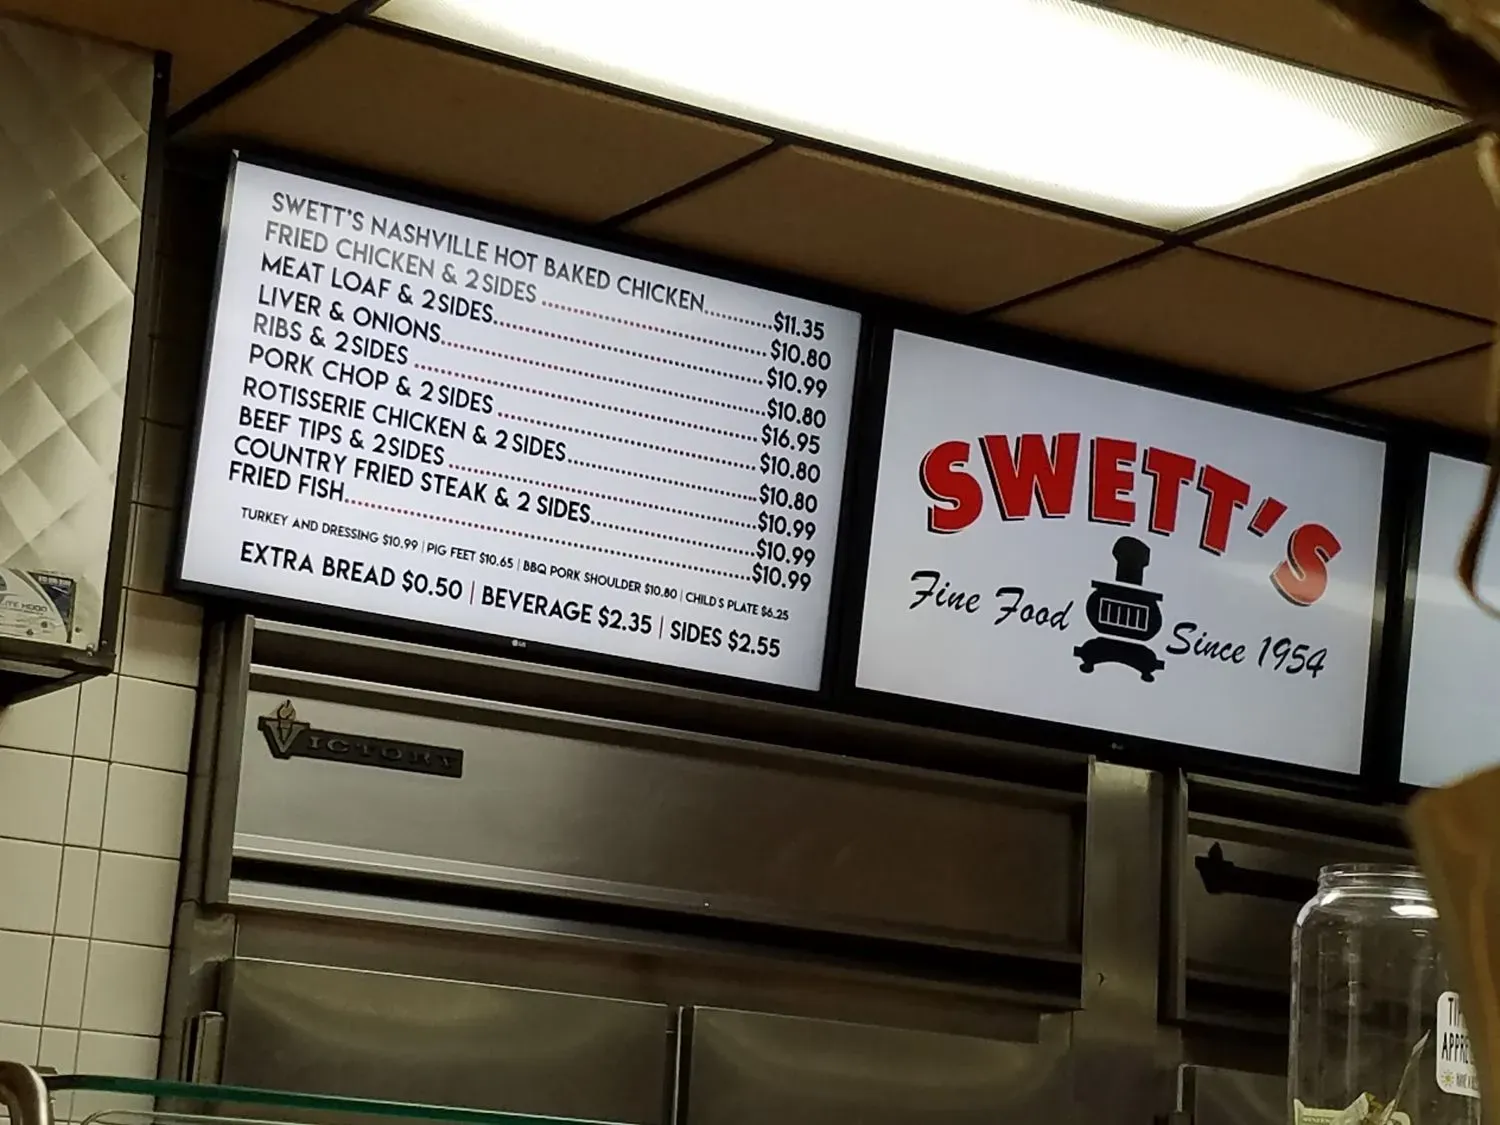 SWETT'S NASHVILLE HOT BAKED CHICKEN...........$11.35
FRIED CHICKEN & 2 SIDES ...........$10.80
MEAT LOAF & 2 SIDES...........$10.99
LIVER & ONIONS...........$10.80
RIBS & 2 SIDES ...........$16.95
PORK CHOP & 2 SIDES ...........$10.80
ROTISSERIE CHICKEN & 2 SIDES...........$10.80
BEEF TIPS & 2 SIDES ...........$10.99
COUNTRY FRIED STEAK & 2 SIDES...........$10.99
FRIED FISH...........$10.99
TURKEY AND DRESSING $10.99 | PIG FEET $10.65 | BBQ PORK SHOULDER $10.80 | CHILD'S PLATE $6.25
EXTRA BREAD $0.50 | BEVERAGE $2.35 | SIDES $2.55
LG
SWETT'S
Fine Food Since 1954
VICTORY